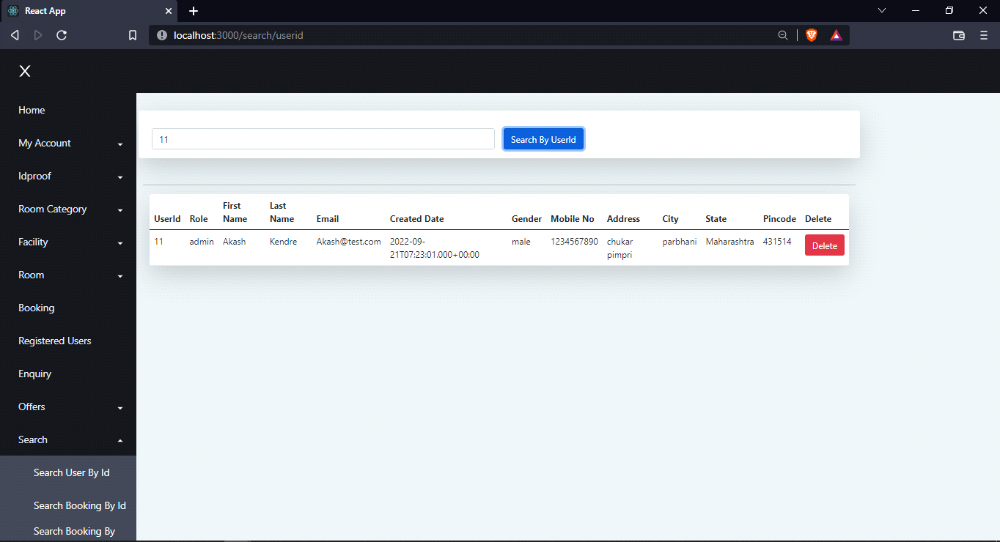 React App
localhost:3000/search/userid
Home
My Account
Idproof
Room Category
Facility
Room
Booking
Registered Users
Enquiry
Offers
Search
Search User By Id
Search Booking By Id
Search Booking By
11
Search By UserId
UserId Role First Name Last Name Email Created Date Gender Mobile No Address City State Pincode Delete
11 admin Akash Kendre Akash@test.com 2022-09-21T07:23:01.000+00:00 male 1234567890 chukar pimpri parbhani Maharashtra 431514 Delete